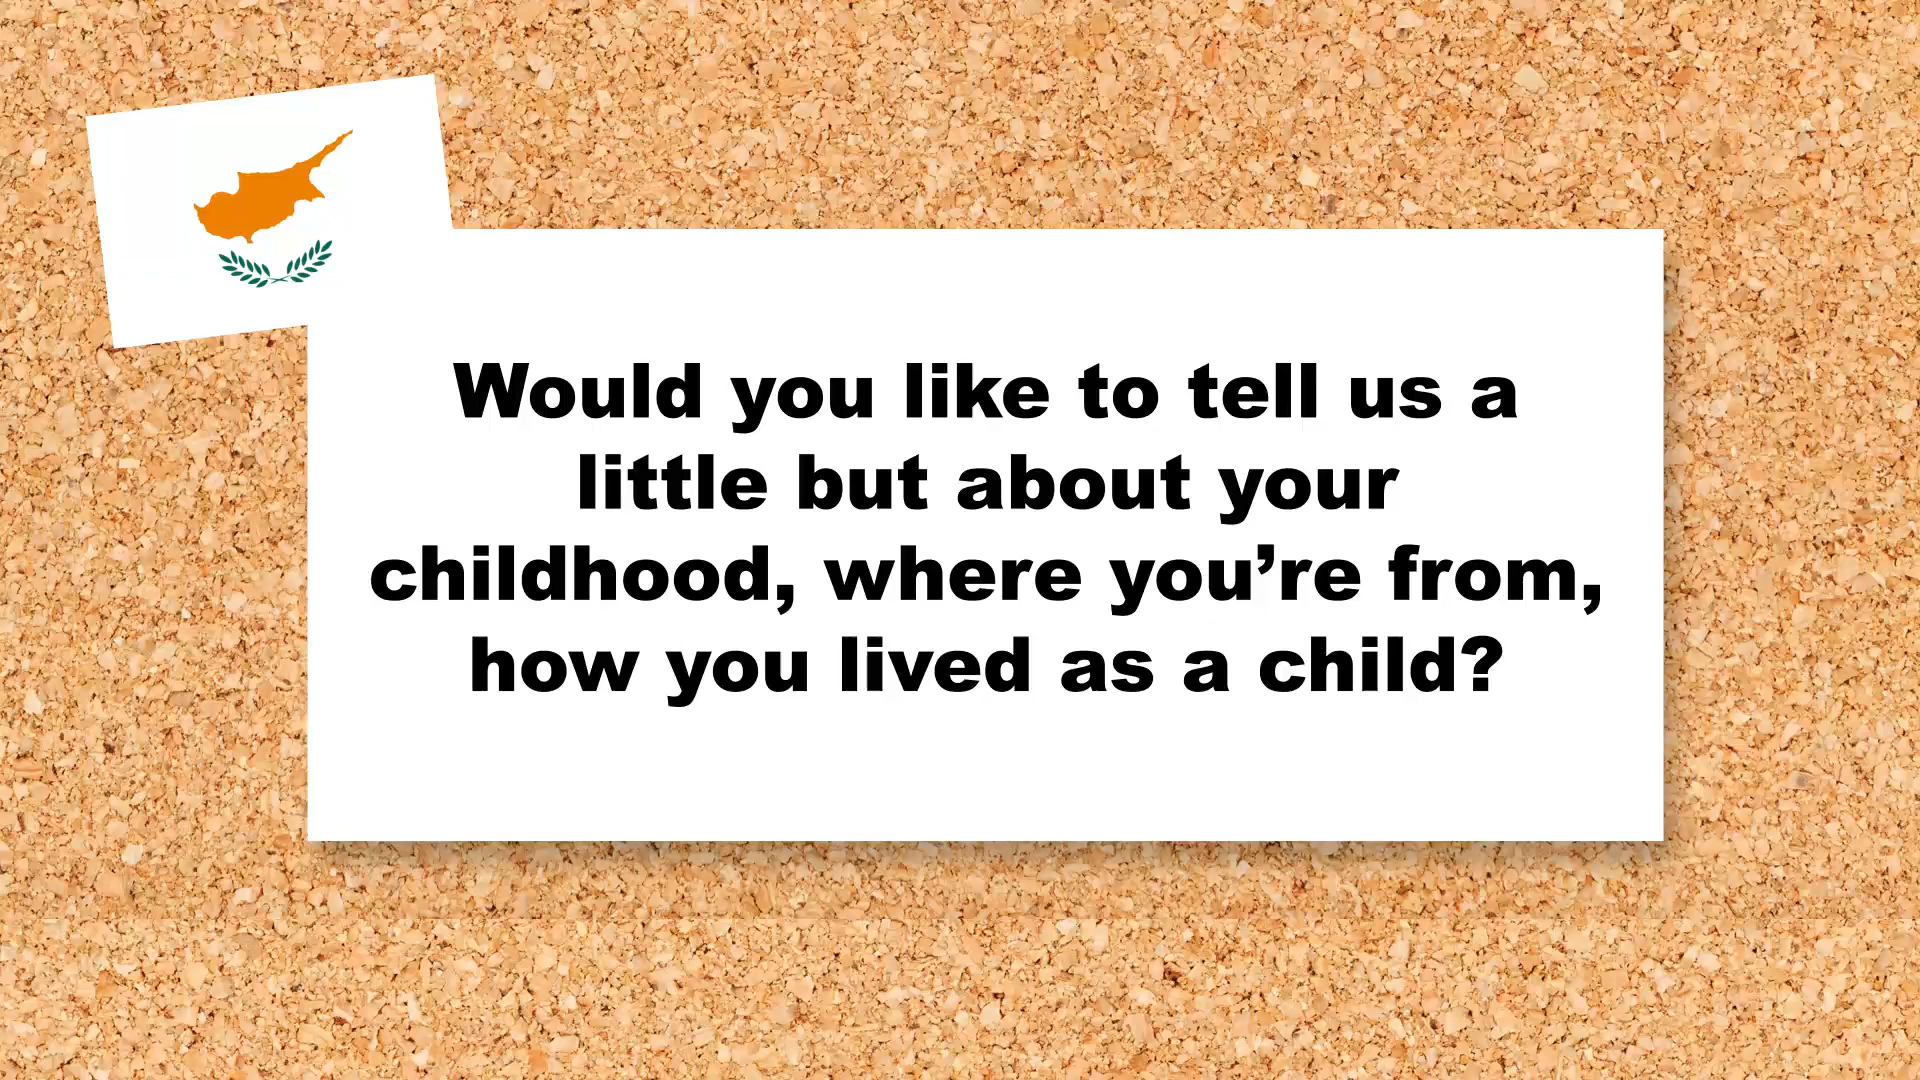 Would you like to tell us a
little but about your
childhood, where you’re from,
how you lived as a child?